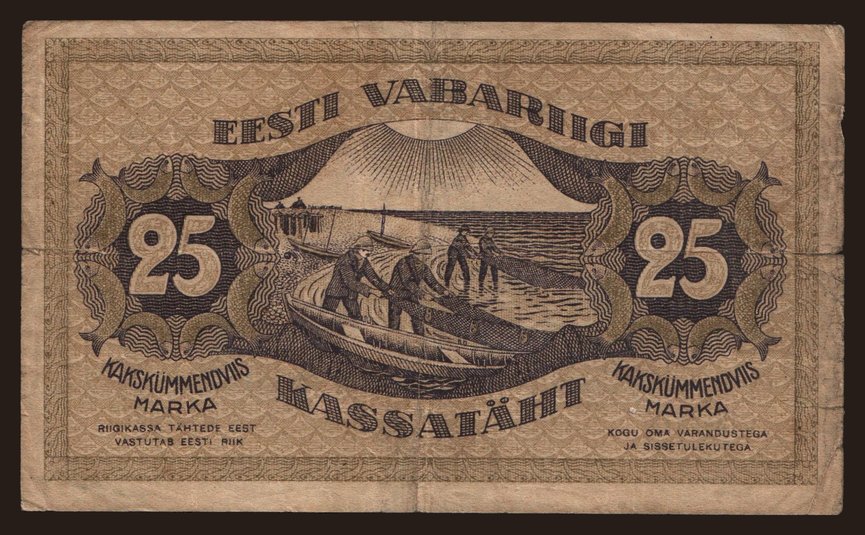 EESTI VABARIIGI
25
25
KAKSKÜMMENDVIIS
MARKA
RIIGIKASSA TÄHTEDE EEST
VASTUTAB EESTI RIIK
KASSATÄHT
KAKSKÜMMENDVIIS
MARKA
KOGU OMA VARANDUSTEGA
JA SISSETULEKUTEGA